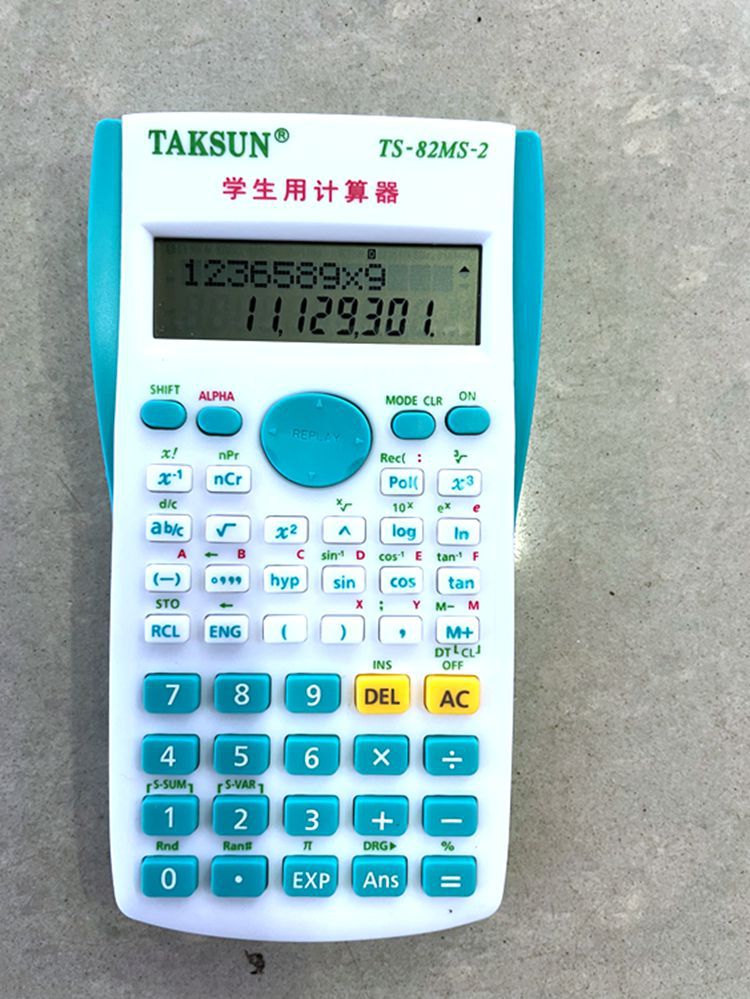 TAKSUN® TS-82MS-2
学生用计算器
D
1236589×9
11,129,301.
SHIFT ALPHA MODE CLR ON
REPLAY
x! nPr Rec( : ³√
x⁻¹ nCr Pol( x³
d/c ˣ√ 10ˣ eˣ e
ab/c √ x² ^ log ln
A ← B C sin⁻¹ D cos⁻¹ E tan⁻¹ F
(−) °,,, hyp sin cos tan
STO ← X ; Y M− M
RCL ENG ( ) , M+
DT CL
INS OFF
7 8 9 DEL AC
4 5 6 × ÷
S-SUM S-VAR
1 2 3 + −
Rnd Ran# π DRG▶ %
0 · EXP Ans =